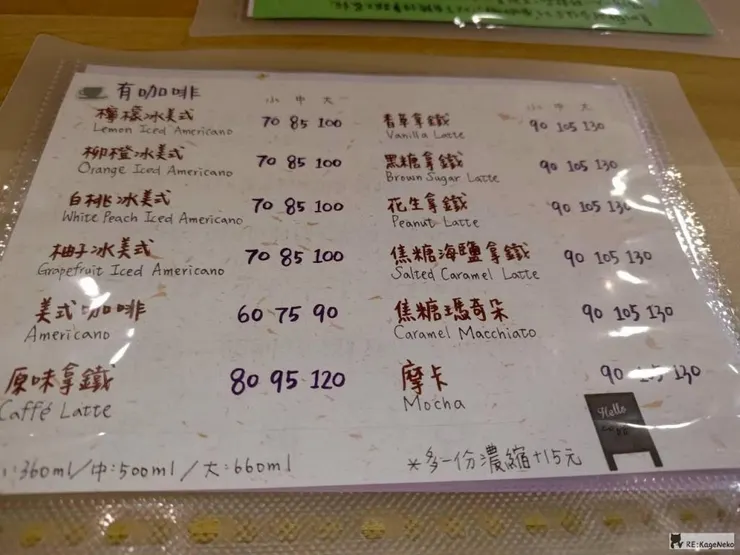 有咖啡
小 中 大
檸檬冰美式 70 85 100
Lemon Iced Americano
柳橙冰美式 70 85 100
Orange Iced Americano
白桃冰美式 70 85 100
White Peach Iced Americano
柚子冰美式 70 85 100
Grapefruit Iced Americano
美式咖啡 60 75 90
Americano
原味拿鐵 80 95 120
Caffé Latte
小 中 大
香草拿鐵 90 105 130
Vanilla Latte
黑糖拿鐵 90 105 130
Brown Sugar Latte
花生拿鐵 90 105 130
Peanut Latte
焦糖海鹽拿鐵 90 105 130
Salted Caramel Latte
焦糖瑪奇朵 90 105 130
Caramel Macchiato
摩卡 90 105 130
Mocha
:360ml/中:500ml/大:660ml
*多一份濃縮+15元
Hello
RE:KageNeko